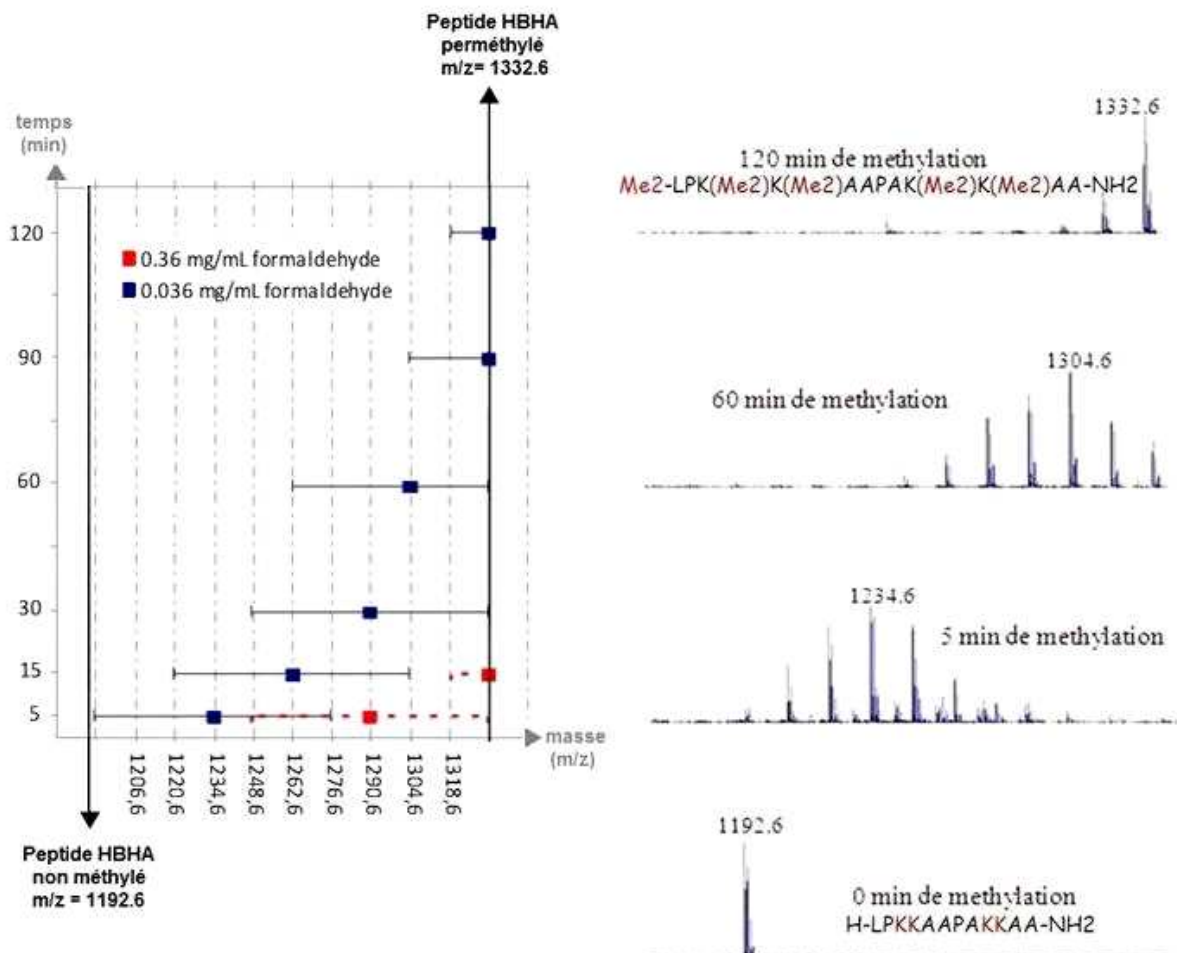 Peptide HBHA
perméthylé
m/z= 1332.6
temps
(min)
120
90
60
30
15
5
0.36 mg/mL formaldehyde
0.036 mg/mL formaldehyde
masse
(m/z)
1206,6
1220,6
1234,6
1248,6
1262,6
1276,6
1290,6
1304,6
1318,6
Peptide HBHA
non méthylé
m/z = 1192.6
1332.6
120 min de methylation
Me2-LPK(Me2)K(Me2)AAPAK(Me2)K(Me2)AA-NH2
1304.6
60 min de methylation
1234.6
5 min de methylation
1192.6
0 min de methylation
H-LPKKAAPAKKAA-NH2